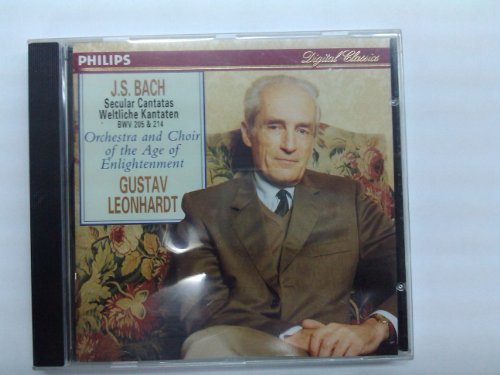 PHILIPS
Digital Classics
J.S. BACH
Secular Cantatas
Weltliche Kantaten
BWV 205 & 214
Orchestra and Choir
of the Age of
Enlightenment
GUSTAV
LEONHARDT